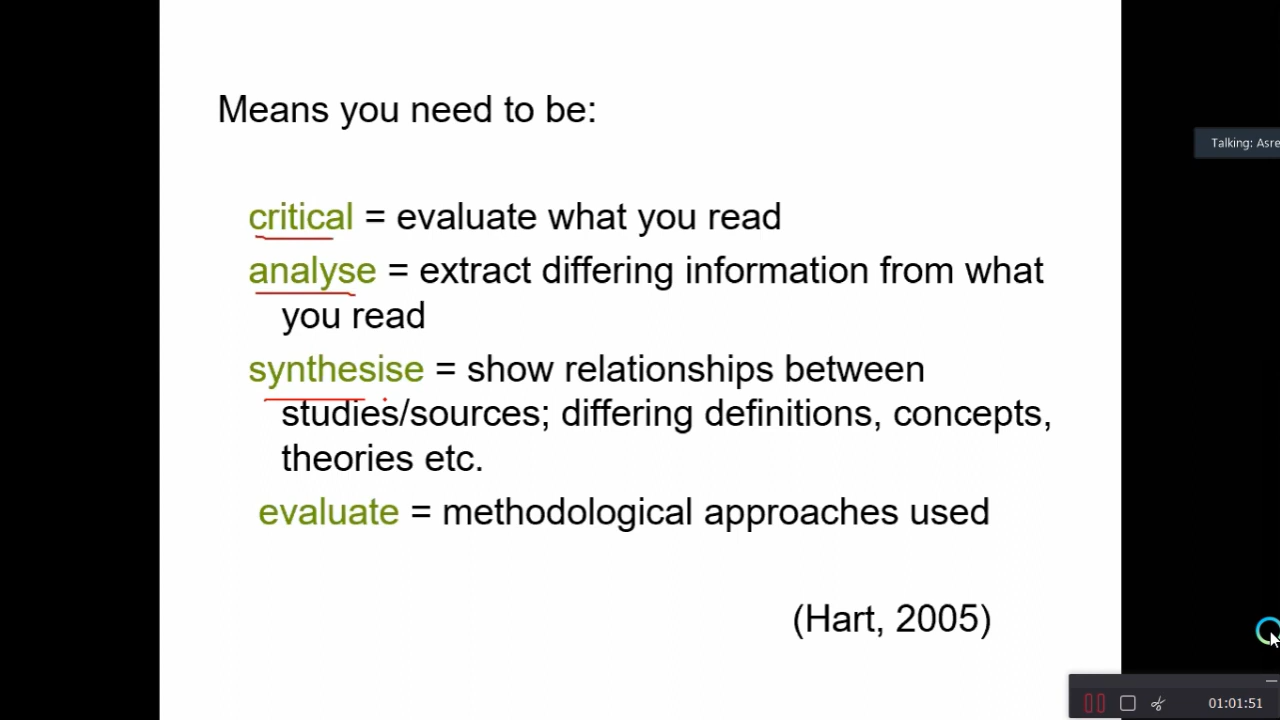 Means you need to be:
Talking: Asre
critical = evaluate what you read
analyse = extract differing information from what
you read
synthesise = show relationships between
studies/sources; differing definitions, concepts,
theories etc.
evaluate = methodological approaches used
(Hart, 2005)
01:01:51